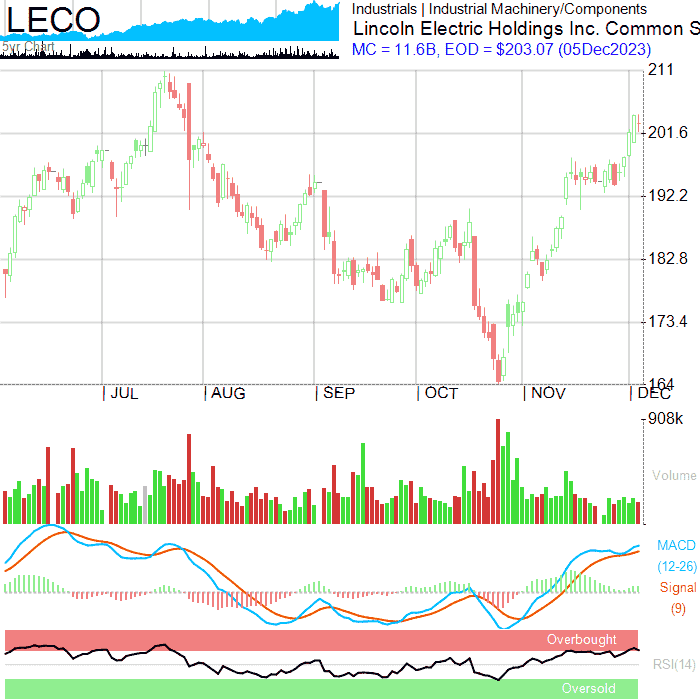 LECO
5yr Chart
Industrials | Industrial Machinery/Components
Lincoln Electric Holdings Inc. Common S
MC = 11.6B, EOD = $203.07 (05Dec2023)
211
201.6
192.2
182.8
173.4
164
JUL AUG SEP OCT NOV DEC
908k
Volume
MACD
(12-26)
Signal
(9)
Overbought
RSI(14)
Oversold